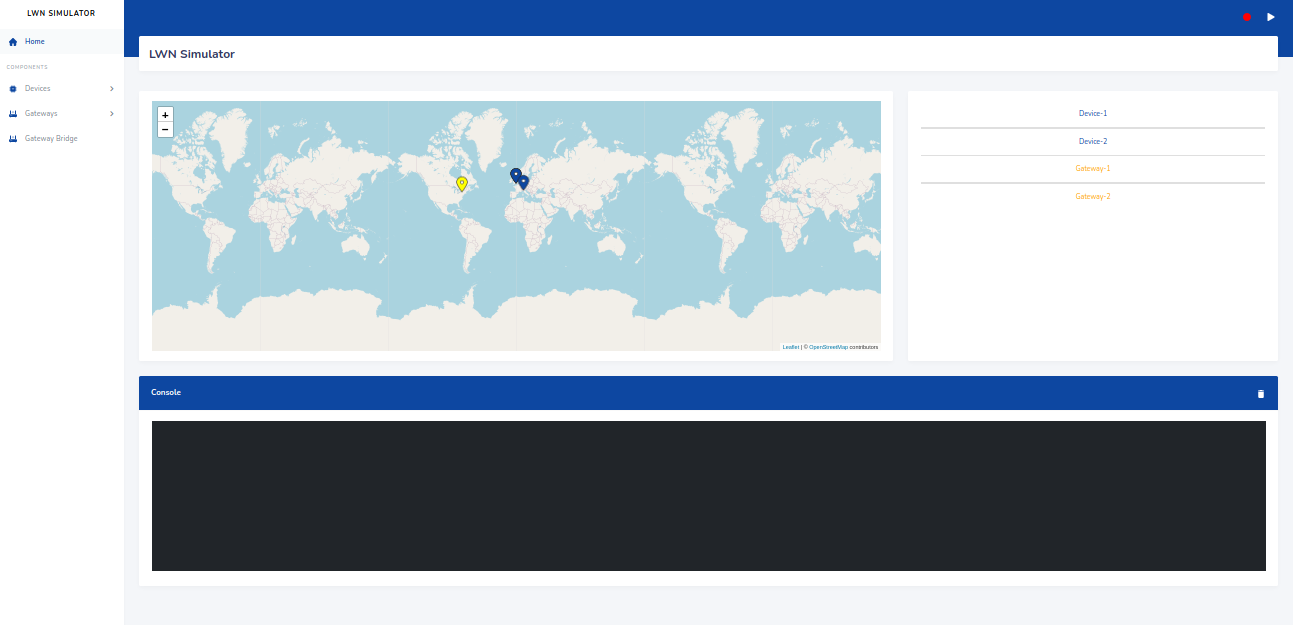 LWN SIMULATOR
Home
COMPONENTS
Devices
Gateways
Gateway Bridge
LWN Simulator
+
−
Leaflet | © OpenStreetMap contributors
Device-1
Device-2
Gateway-1
Gateway-2
Console